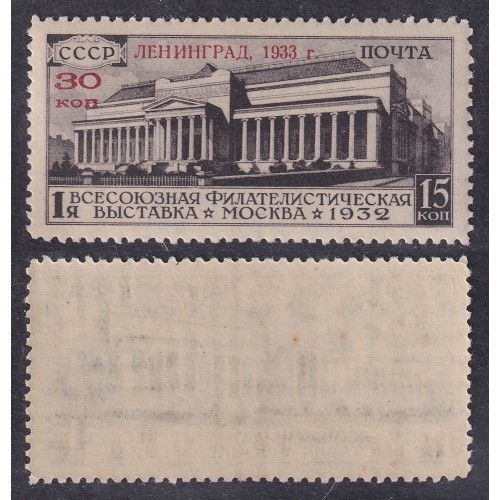 СССР ЛЕНИНГРАД, 1933 г. ПОЧТА
30
коп
1я ВСЕСОЮЗНАЯ ФИЛАТЕЛИСТИЧЕСКАЯ
ВЫСТАВКА ☆ МОСКВА ☆ 1932
15
КОП